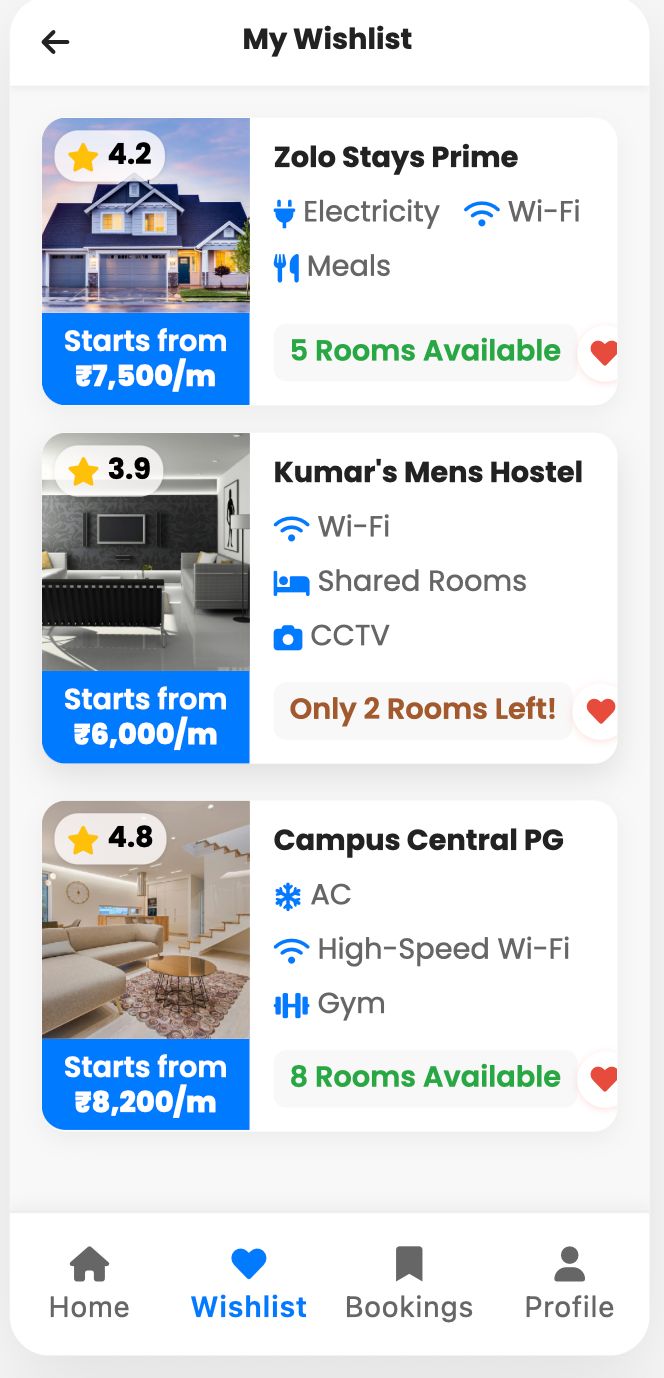 My Wishlist
4.2
Zolo Stays Prime
Electricity Wi-Fi
Meals
Starts from
₹7,500/m
5 Rooms Available
3.9
Kumar's Mens Hostel
Wi-Fi
Shared Rooms
CCTV
Starts from
₹6,000/m
Only 2 Rooms Left!
4.8
Campus Central PG
AC
High-Speed Wi-Fi
Gym
Starts from
₹8,200/m
8 Rooms Available
Home Wishlist Bookings Profile